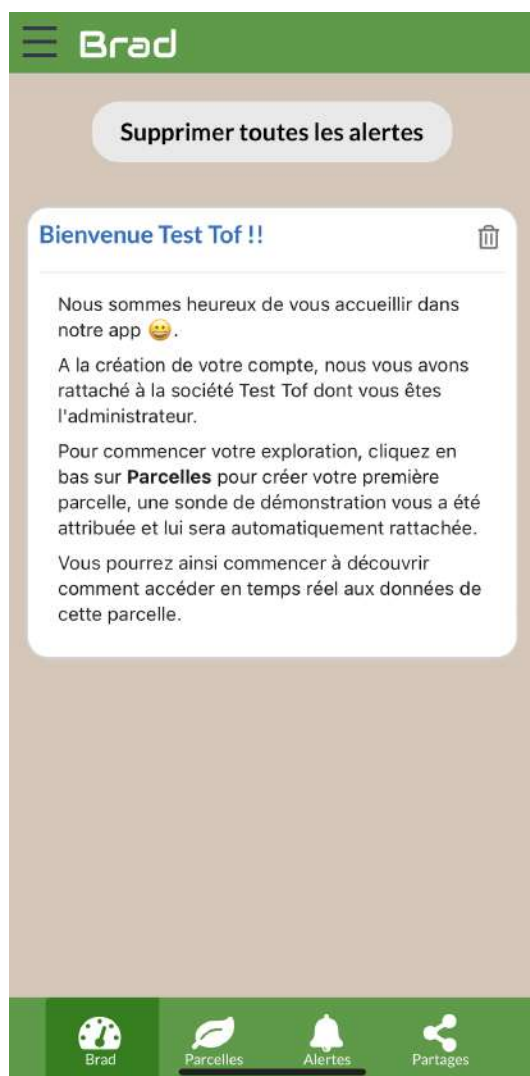 Brad
Supprimer toutes les alertes
Bienvenue Test Tof !!
Nous sommes heureux de vous accueillir dans
notre app 😀.
A la création de votre compte, nous vous avons
rattaché à la société Test Tof dont vous êtes
l'administrateur.
Pour commencer votre exploration, cliquez en
bas sur Parcelles pour créer votre première
parcelle, une sonde de démonstration vous a été
attribuée et lui sera automatiquement rattachée.
Vous pourrez ainsi commencer à découvrir
comment accéder en temps réel aux données de
cette parcelle.
Brad Parcelles Alertes Partages